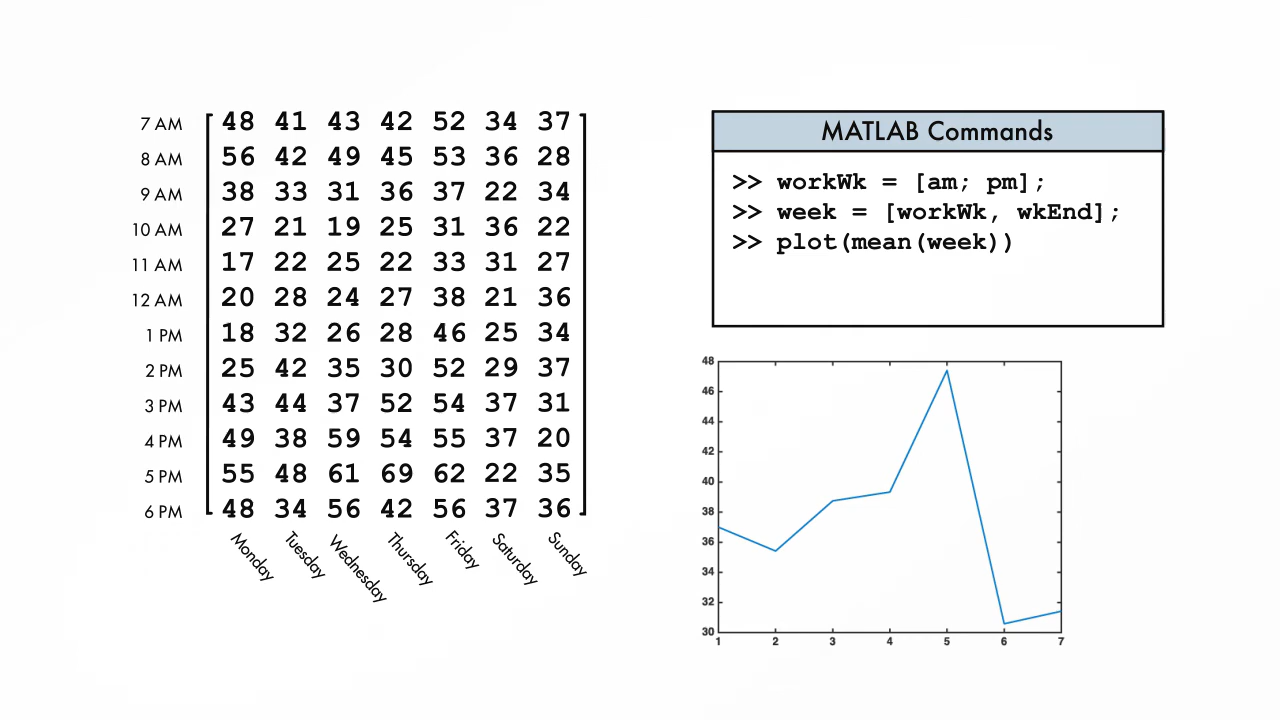 7 AM 48 41 43 42 52 34 37
8 AM 56 42 49 45 53 36 28
9 AM 38 33 31 36 37 22 34
10 AM 27 21 19 25 31 36 22
11 AM 17 22 25 22 33 31 27
12 AM 20 28 24 27 38 21 36
1 PM 18 32 26 28 46 25 34
2 PM 25 42 35 30 52 29 37
3 PM 43 44 37 52 54 37 31
4 PM 49 38 59 54 55 37 20
5 PM 55 48 61 69 62 22 35
6 PM 48 34 56 42 56 37 36
Monday Tuesday Wednesday Thursday Friday Saturday Sunday
MATLAB Commands
>> workWk = [am; pm];
>> week = [workWk, wkEnd];
>> plot(mean(week))
48
46
44
42
40
38
36
34
32
30
1 2 3 4 5 6 7